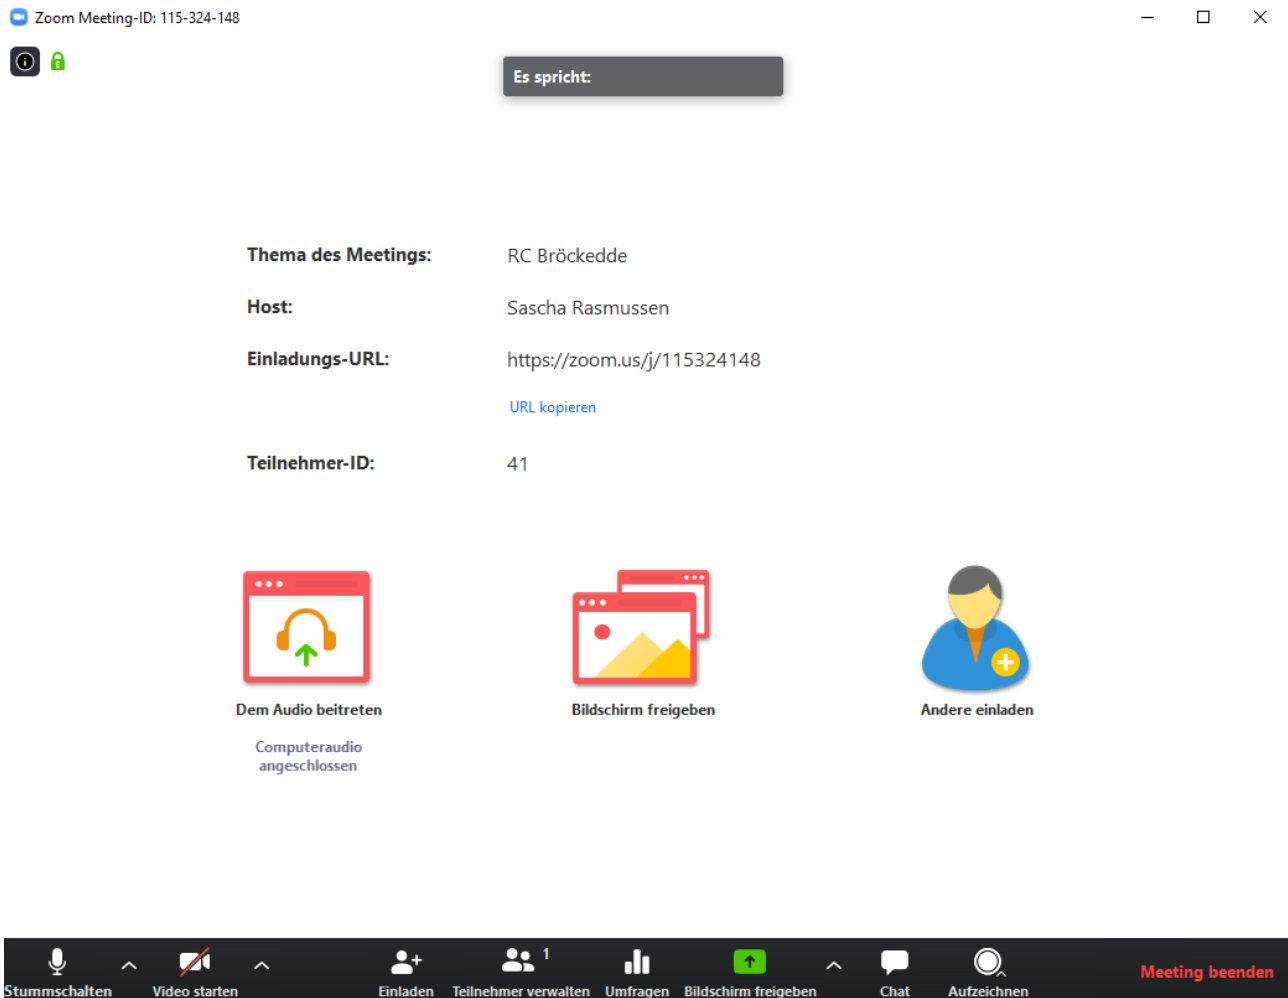 Zoom Meeting-ID: 115-324-148
Es spricht:
Thema des Meetings: RC Bröckedde
Host: Sascha Rasmussen
Einladungs-URL: https://zoom.us/j/115324148
URL kopieren
Teilnehmer-ID: 41
Dem Audio beitreten
Computeraudio
angeschlossen
Bildschirm freigeben
Andere einladen
Stummschalten
Video starten
Einladen
1
Teilnehmer verwalten
Umfragen
Bildschirm freigeben
Chat
Aufzeichnen
Meeting beenden